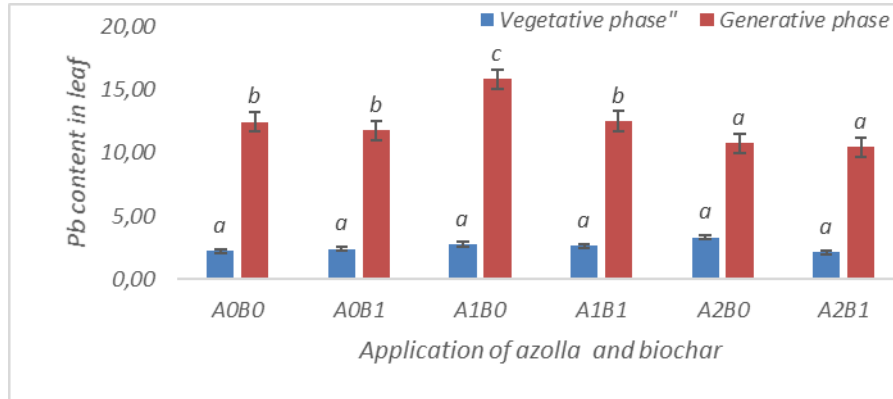 Vegetative phase" Generative phase
20,00
15,00
10,00
5,00
0,00
Pb content in leaf
b b c b a a
a a a a a a
A0B0 A0B1 A1B0 A1B1 A2B0 A2B1
Application of azolla and biochar